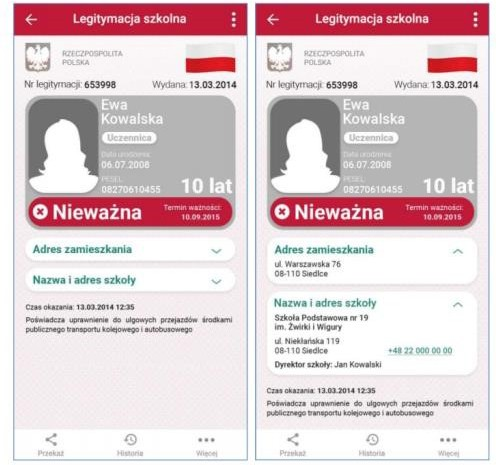 Legitymacja szkolna
RZECZPOSPOLITA
POLSKA
Nr legitymacji: 653998 Wydana: 13.03.2014
Ewa
Kowalska
Uczennica
Data urodzenia:
06.07.2008
PESEL:
08270610455
10 lat
Nieważna
Termin ważności:
10.09.2015
Adres zamieszkania
Nazwa i adres szkoły
Czas okazania: 13.03.2014 12:35
Poświadcza uprawnienie do ulgowych przejazdów środkami
publicznego transportu kolejowego i autobusowego
Przekaż Historia Więcej
Legitymacja szkolna
RZECZPOSPOLITA
POLSKA
Nr legitymacji: 653998 Wydana: 13.03.2014
Ewa
Kowalska
Uczennica
Data urodzenia:
06.07.2008
PESEL:
08270610455
10 lat
Nieważna
Termin ważności:
10.09.2015
Adres zamieszkania
ul. Warszawska 76
08-110 Siedlce
Nazwa i adres szkoły
Szkoła Podstawowa nr 19
im. Żwirki i Wigury
ul. Niekłańska 119
08-110 Siedlce +48 22 000 00 00
Dyrektor szkoły: Jan Kowalski
Czas okazania: 13.03.2014 12:35
Poświadcza uprawnienie do ulgowych przejazdów środkami
publicznego transportu kolejowego i autobusowego
Przekaż Historia Więcej